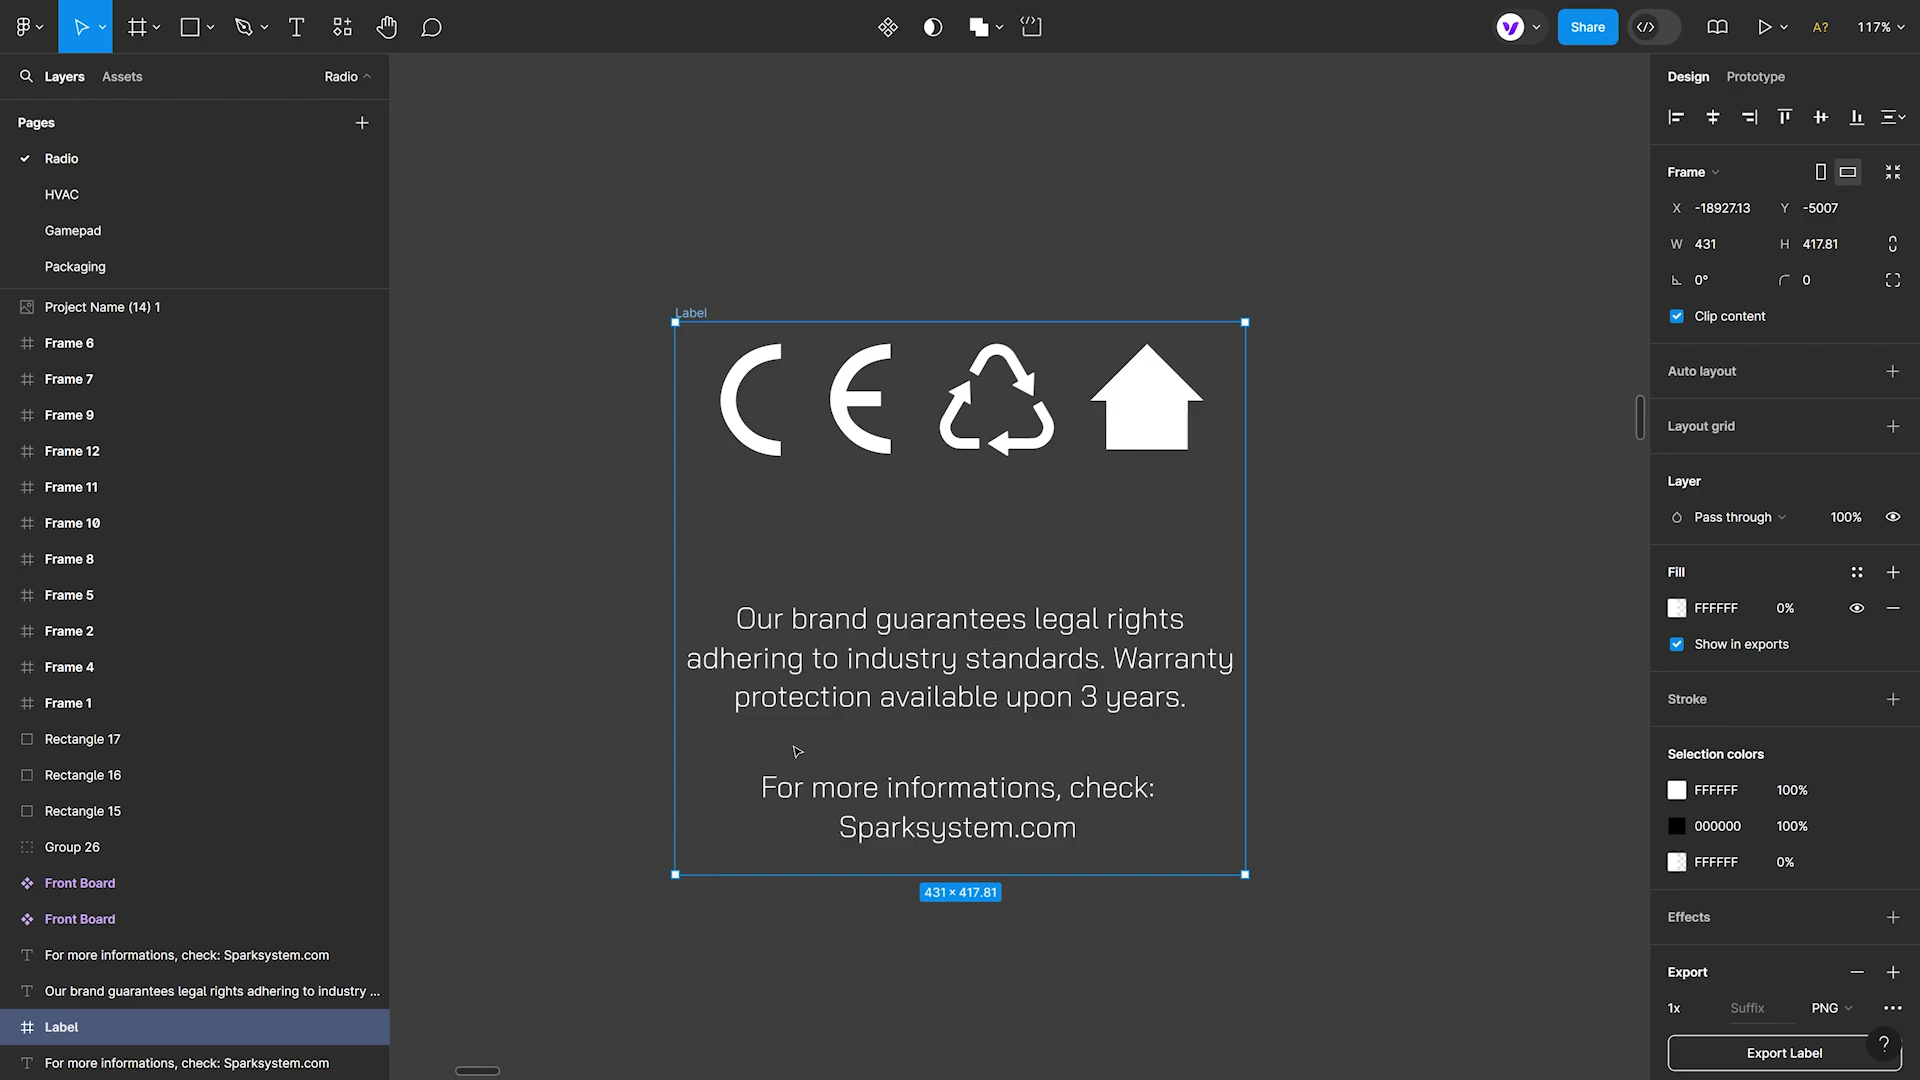 A?
Share
117%
Layers
Assets
Radio
Pages
Radio
HVAC
Gamepad
Packaging
Project Name (14) 1
Frame 6
Frame 7
Frame 9
Frame 12
Frame 11
Frame 10
Frame 8
Frame 5
Frame 2
Frame 4
Frame 1
Rectangle 17
Rectangle 16
Rectangle 15
Group 26
Front Board
Front Board
For more informations, check: Sparksystem.com
Our brand guarantees legal rights adhering to industry ...
Label
For more informations, check: Sparksystem.com
Label
CE
Our brand guarantees legal rights
adhering to industry standards. Warranty
protection available upon 3 years.
For more informations, check:
Sparksystem.com
431 × 417.81
Design
Prototype
Frame
X -18927.13 Y -5007
W 431 H 417.81
0° 0
Clip content
Auto layout
Layout grid
Layer
Pass through 100%
Fill
FFFFFF 0%
Show in exports
Stroke
Selection colors
FFFFFF 100%
000000 100%
FFFFFF 0%
Effects
Export
1x Suffix PNG
Export Label
?